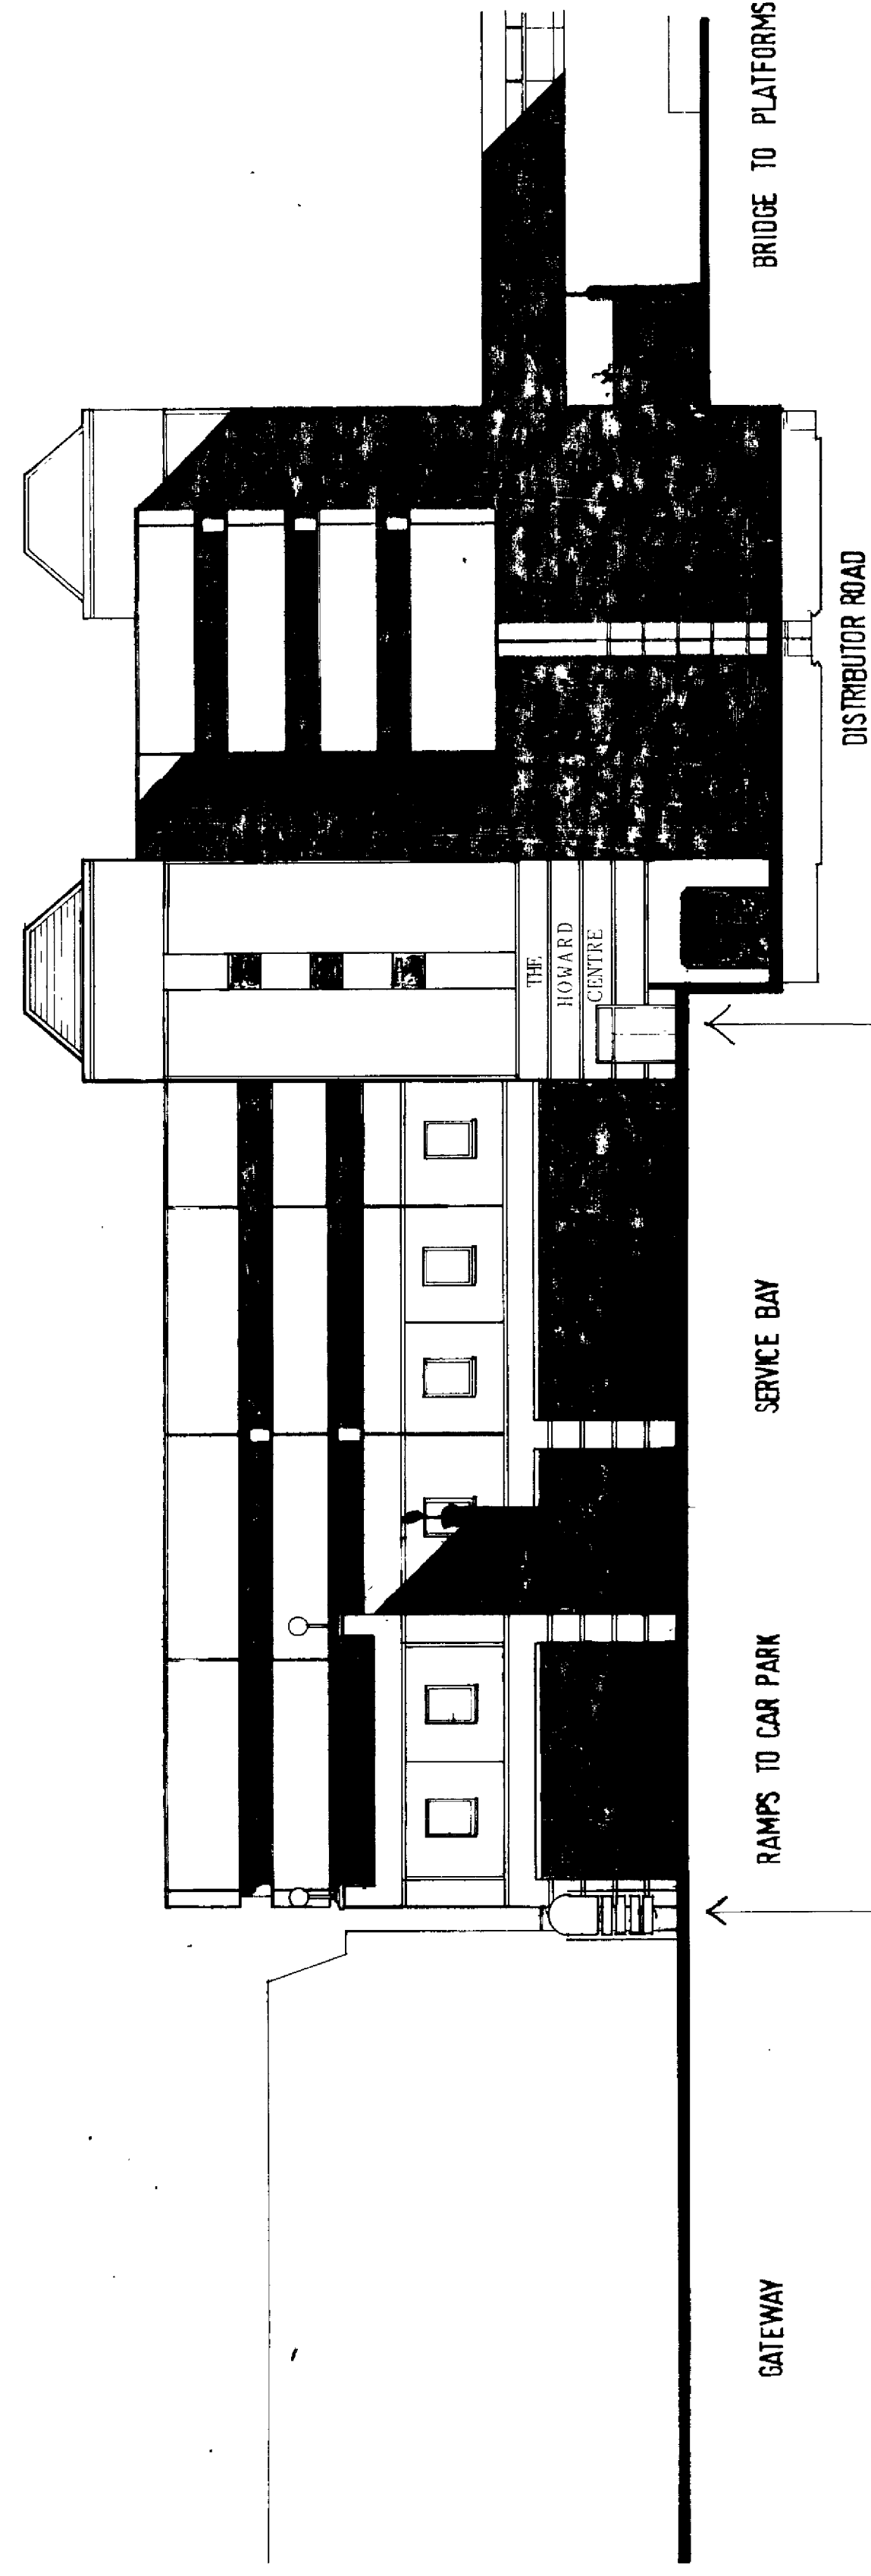 THE
HOWARD
CENTRE
GATEWAY
RAMPS TO CAR PARK
SERVICE BAY
DISTRIBUTOR ROAD
BRIDGE TO PLATFORMS